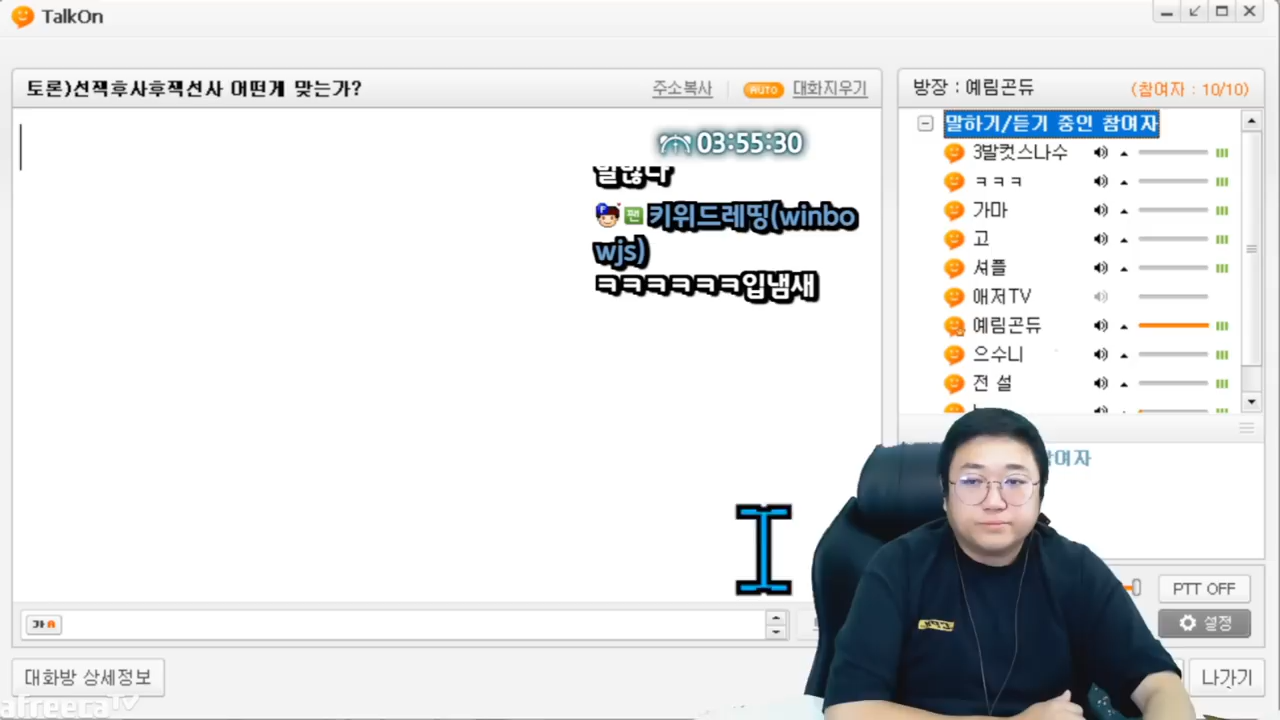 TalkOn
토론)선잭후사후잭선사 어떤게 맞는가?
주소복사
AUTO
대화지우기
방장 : 예림곤듀
(참여자 : 10/10)
말하기/듣기 중인 참여자
03:55:30
팬 키위드레띵(winbo
wjs)
ㅋㅋㅋㅋㅋㅋ입냄새
3발컷스나수
ㅋㅋㅋ
가마
고
셔플
애저TV
예림곤듀
으수니
전 설
여자
PTT OFF
가A
설정
대화방 상세정보
나가기
afreecaTV